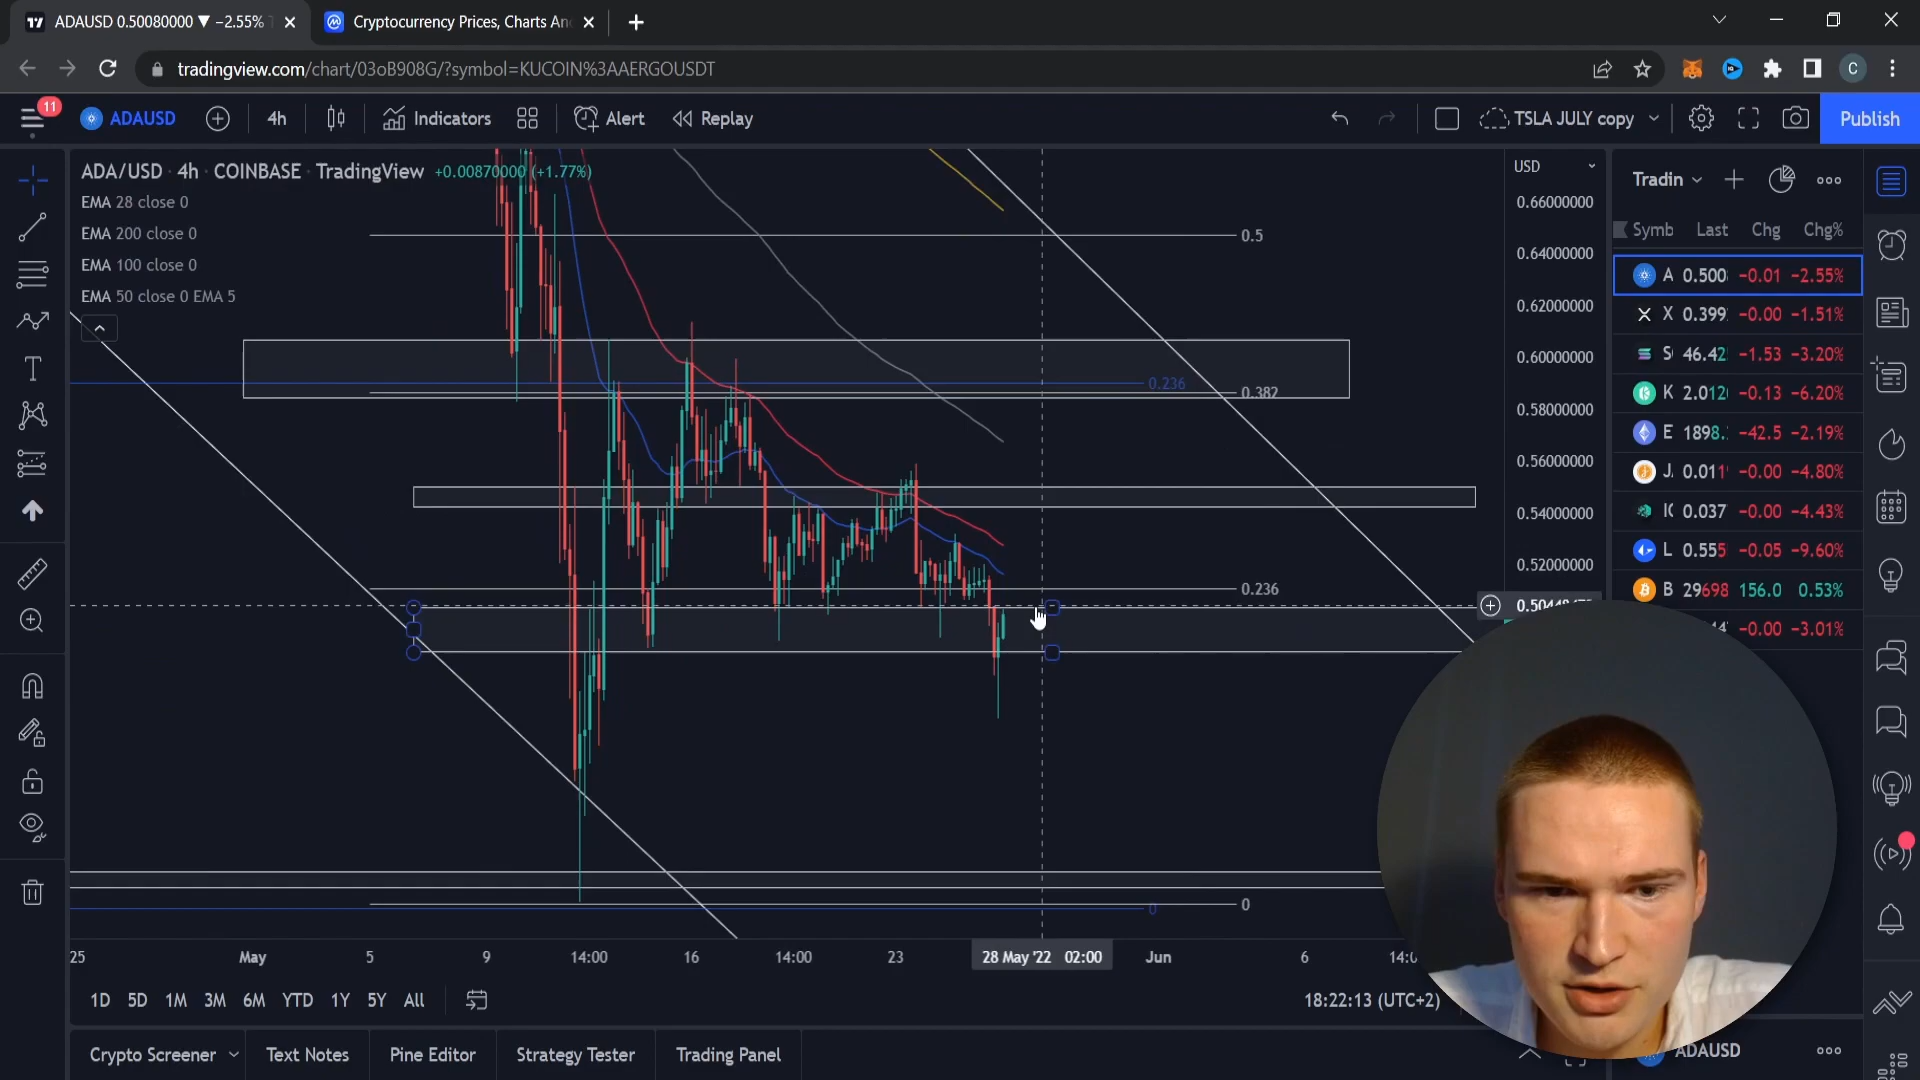 ADAUSD 0.50080000 ▼ −2.55%
Cryptocurrency Prices, Charts An
tradingview.com/chart/03oB908G/?symbol=KUCOIN%3AAERGOUSDT
C
11
ADAUSD
4h
Indicators
Alert
Replay
TSLA JULY copy
Publish
ADA/USD · 4h · COINBASE · TradingView +0.00870000 (+1.77%)
EMA 28 close 0
EMA 200 close 0
EMA 100 close 0
EMA 50 close 0 EMA 5
USD
0.66000000
0.64000000
0.62000000
0.60000000
0.58000000
0.56000000
0.54000000
0.52000000
0.5
0.236
0.382
0.236
0
0
Tradin
Symb Last Chg Chg%
A 0.500 −0.01 −2.55%
X 0.399 −0.00 −1.51%
S 46.42 −1.53 −3.20%
K 2.012 −0.13 −6.20%
E 1898. −42.5 −2.19%
J 0.011 −0.00 −4.80%
IC 0.037 −0.00 −4.43%
L 0.555 −0.05 −9.60%
B 29698 156.0 0.53%
−0.00 −3.01%
25 May 5 9 14:00 16 14:00 23 28 May '22 02:00 Jun 6
1D 5D 1M 3M 6M YTD 1Y 5Y All
18:22:13 (UTC+2)
Crypto Screener
Text Notes
Pine Editor
Strategy Tester
Trading Panel
ADAUSD